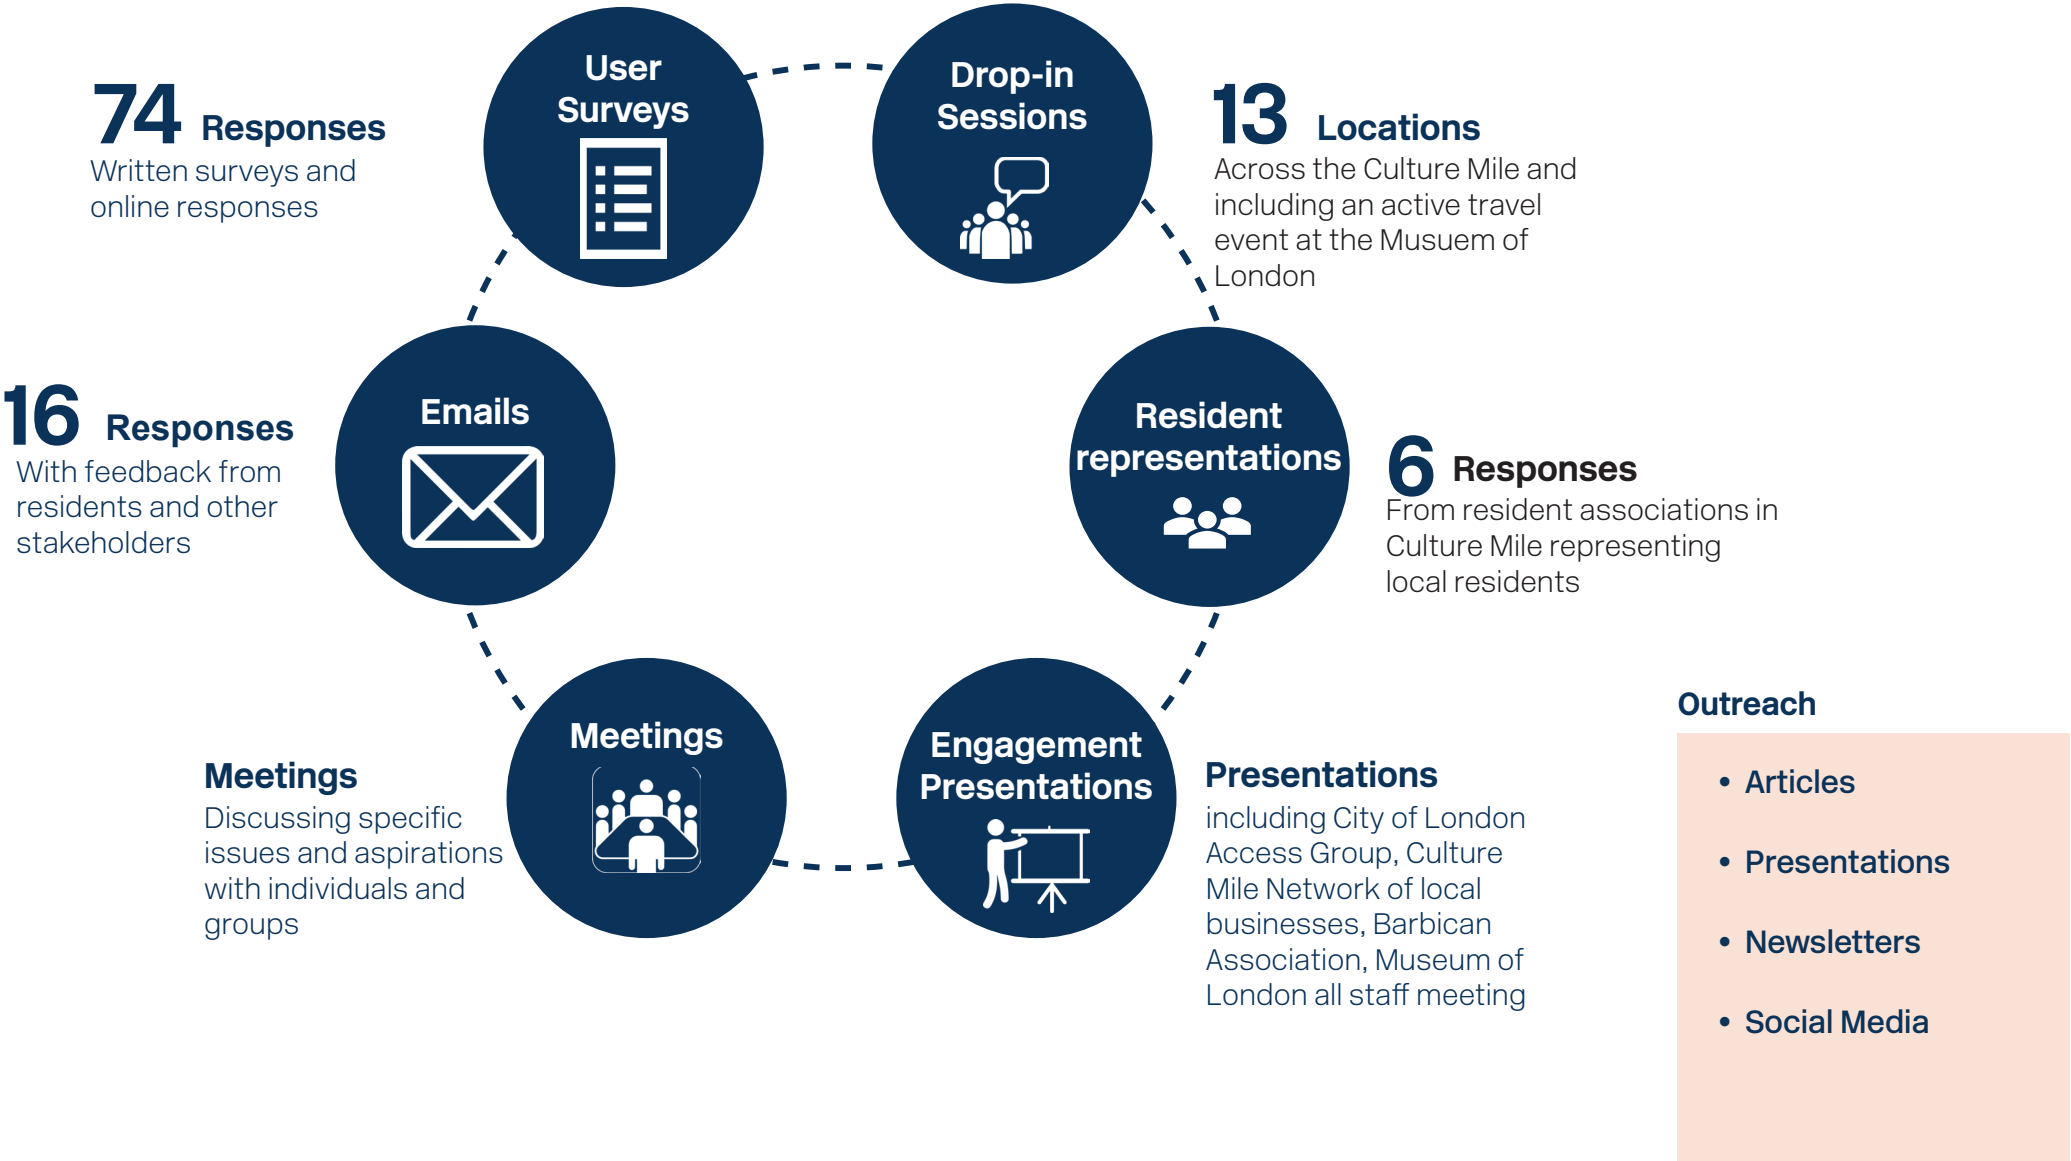 User
Surveys
74 Responses
Written surveys and
online responses
Drop-in
Sessions
13 Locations
Across the Culture Mile and
including an active travel
event at the Musuem of
London
Emails
16 Responses
With feedback from
residents and other
stakeholders
Resident
representations
6 Responses
From resident associations in
Culture Mile representing
local residents
Meetings
Meetings
Discussing specific
issues and aspirations
with individuals and
groups
Engagement
Presentations
Presentations
including City of London
Access Group, Culture
Mile Network of local
businesses, Barbican
Association, Museum of
London all staff meeting
Outreach
• Articles
• Presentations
• Newsletters
• Social Media